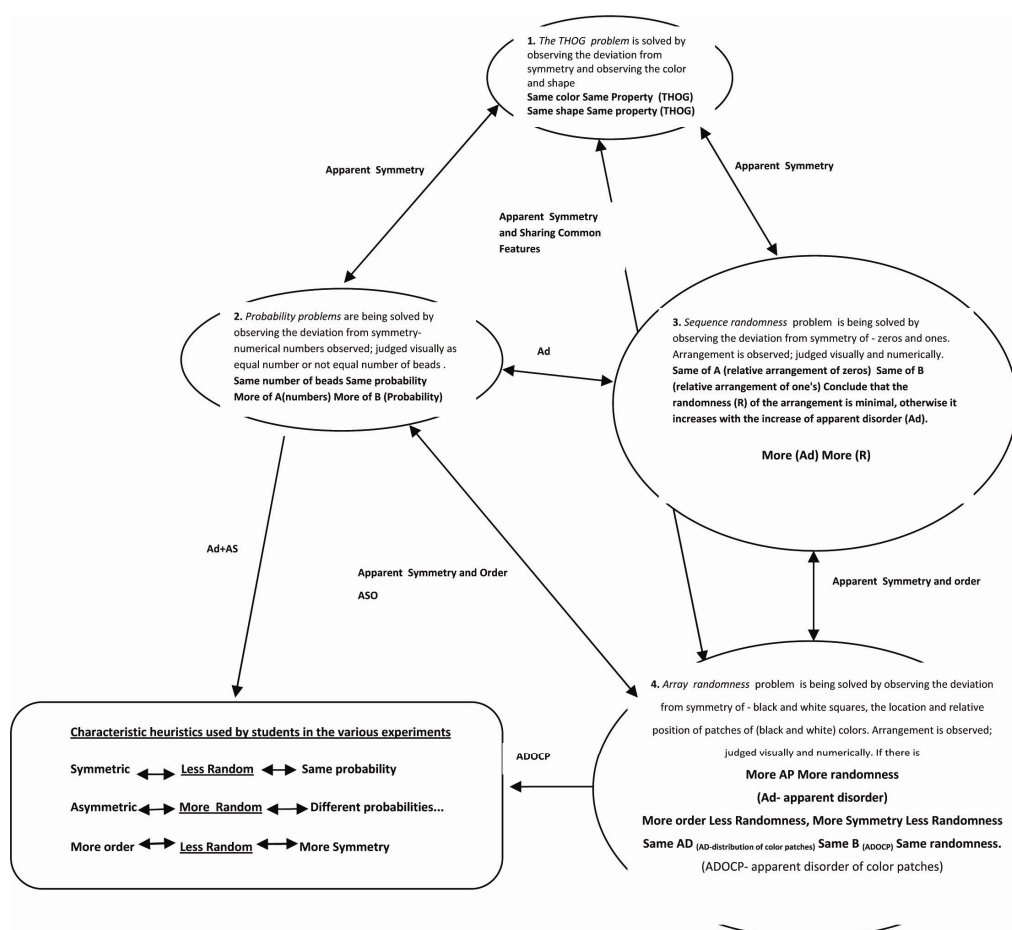 1. The THOG problem is solved by
observing the deviation from
symmetry and observing the color
and shape
Same color Same Property (THOG)
Same shape Same property (THOG)
Apparent Symmetry
Apparent Symmetry
Apparent Symmetry
and Sharing Common
Features
2. Probability problems are being solved by
observing the deviation from symmetry-
numerical numbers observed; judged visually as
equal number or not equal number of beads .
Same number of beads Same probability
More of A(numbers) More of B (Probability)
Ad
3. Sequence randomness problem is being solved by
observing the deviation from symmetry of - zeros and ones.
Arrangement is observed; judged visually and numerically.
Same of A (relative arrangement of zeros) Same of B
(relative arrangement of one's) Conclude that the
randomness (R) of the arrangement is minimal, otherwise it
increases with the increase of apparent disorder (Ad).
More (Ad) More (R)
Ad+AS
Apparent Symmetry and Order
ASO
Apparent Symmetry and order
4. Array randomness problem is being solved by observing the deviation
from symmetry of - black and white squares, the location and relative
position of patches of (black and white) colors. Arrangement is observed;
judged visually and numerically. If there is
More AP More randomness
(Ad- apparent disorder)
More order Less Randomness, More Symmetry Less Randomness
Same AD (AD-distribution of color patches) Same B (ADOCP) Same randomness.
(ADOCP- apparent disorder of color patches)
ADOCP
Characteristic heuristics used by students in the various experiments
Symmetric Less Random Same probability
Asymmetric More Random Different probabilities...
More order Less Random More Symmetry